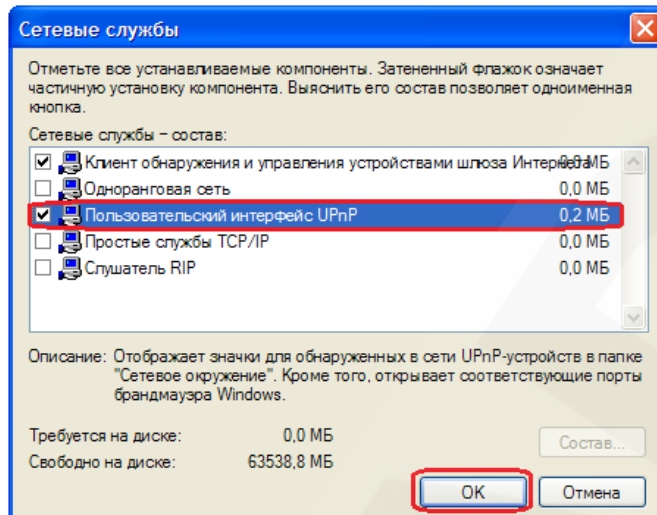 Сетевые службы
Отметьте все устанавливаемые компоненты. Затененный флажок означает
частичную установку компонента. Выяснить его состав позволяет одноименная
кнопка.
Сетевые службы – состав:
Клиент обнаружения и управления устройствами шлюза Интернета 0,0 МБ
Одноранговая сеть 0,0 МБ
Пользовательский интерфейс UPnP 0,2 МБ
Простые службы TCP/IP 0,0 МБ
Слушатель RIP 0,0 МБ
Описание: Отображает значки для обнаруженных в сети UPnP-устройств в папке
"Сетевое окружение". Кроме того, открывает соответствующие порты
брандмауэра Windows.
Требуется на диске: 0,0 МБ
Состав...
Свободно на диске: 63538,8 МБ
OK Отмена